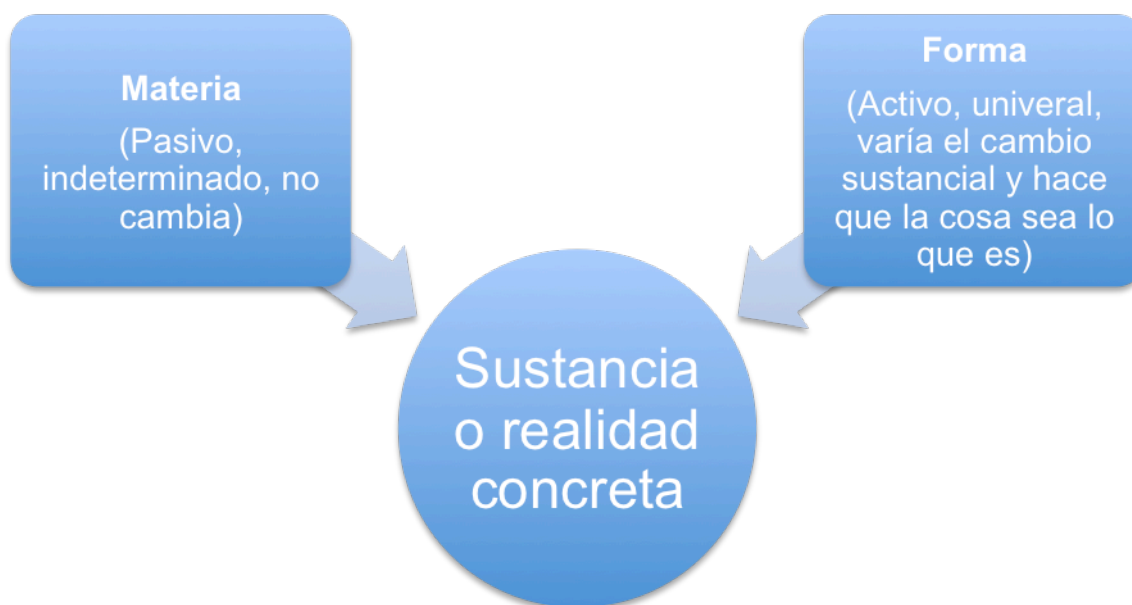 Materia
(Pasivo,
indeterminado, no
cambia)
Forma
(Activo, univeral,
varía el cambio
sustancial y hace
que la cosa sea lo
que es)
Sustancia
o realidad
concreta